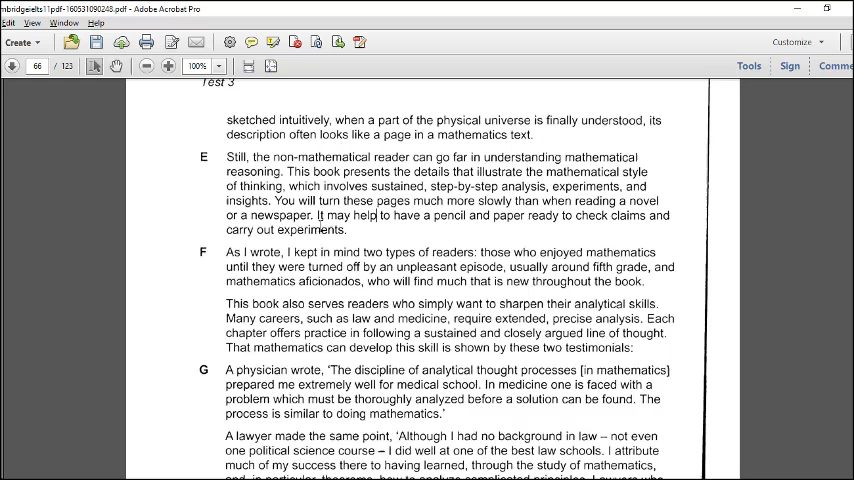 mbridgeielts11pdf-160531090248.pdf - Adobe Acrobat Pro
Edit View Window Help
Create
Customize
66 / 123
100%
Tools Sign Comme
Test 3
sketched intuitively, when a part of the physical universe is finally understood, its
description often looks like a page in a mathematics text.
E Still, the non-mathematical reader can go far in understanding mathematical
reasoning. This book presents the details that illustrate the mathematical style
of thinking, which involves sustained, step-by-step analysis, experiments, and
insights. You will turn these pages much more slowly than when reading a novel
or a newspaper. It may help to have a pencil and paper ready to check claims and
carry out experiments.
F As I wrote, I kept in mind two types of readers: those who enjoyed mathematics
until they were turned off by an unpleasant episode, usually around fifth grade, and
mathematics aficionados, who will find much that is new throughout the book.
This book also serves readers who simply want to sharpen their analytical skills.
Many careers, such as law and medicine, require extended, precise analysis. Each
chapter offers practice in following a sustained and closely argued line of thought.
That mathematics can develop this skill is shown by these two testimonials:
G A physician wrote, ‘The discipline of analytical thought processes [in mathematics]
prepared me extremely well for medical school. In medicine one is faced with a
problem which must be thoroughly analyzed before a solution can be found. The
process is similar to doing mathematics.’
A lawyer made the same point, ‘Although I had no background in law – not even
one political science course – I did well at one of the best law schools. I attribute
much of my success there to having learned, through the study of mathematics,
and, in particular, theorems, how to analyze complicated principles. Lawyers who